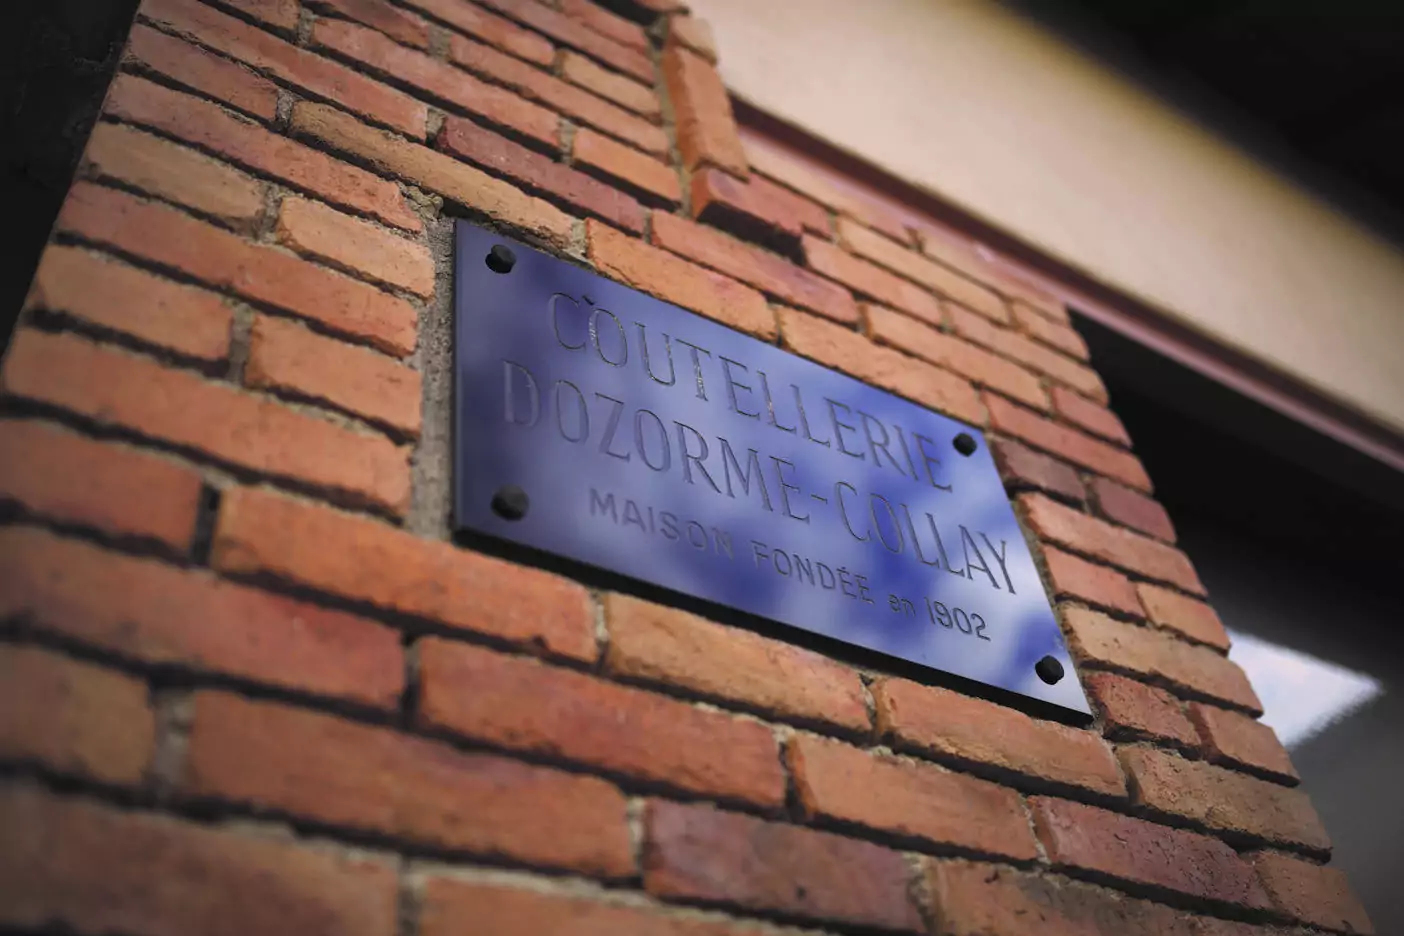 COUTELLERIE
DOZORME-COLLAY
MAISON FONDÉE en 1902